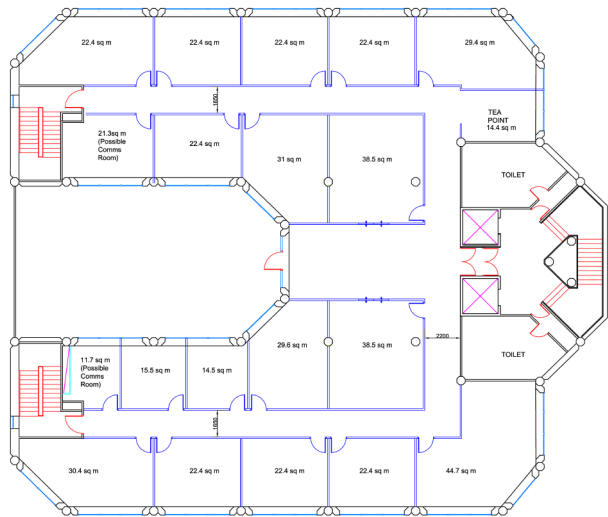 22.4 sq m
22.4 sq m
22.4 sq m
22.4 sq m
29.4 sq m
1650
TEA
POINT
14.4 sq m
21.3sq m
(Possible
Comms
Room)
22.4 sq m
31 sq m
38.5 sq m
TOILET
2200
11.7 sq m
(Possible
Comms
Room)
15.5 sq m
14.5 sq m
29.6 sq m
38.5 sq m
TOILET
1650
30.4 sq m
22.4 sq m
22.4 sq m
22.4 sq m
44.7 sq m